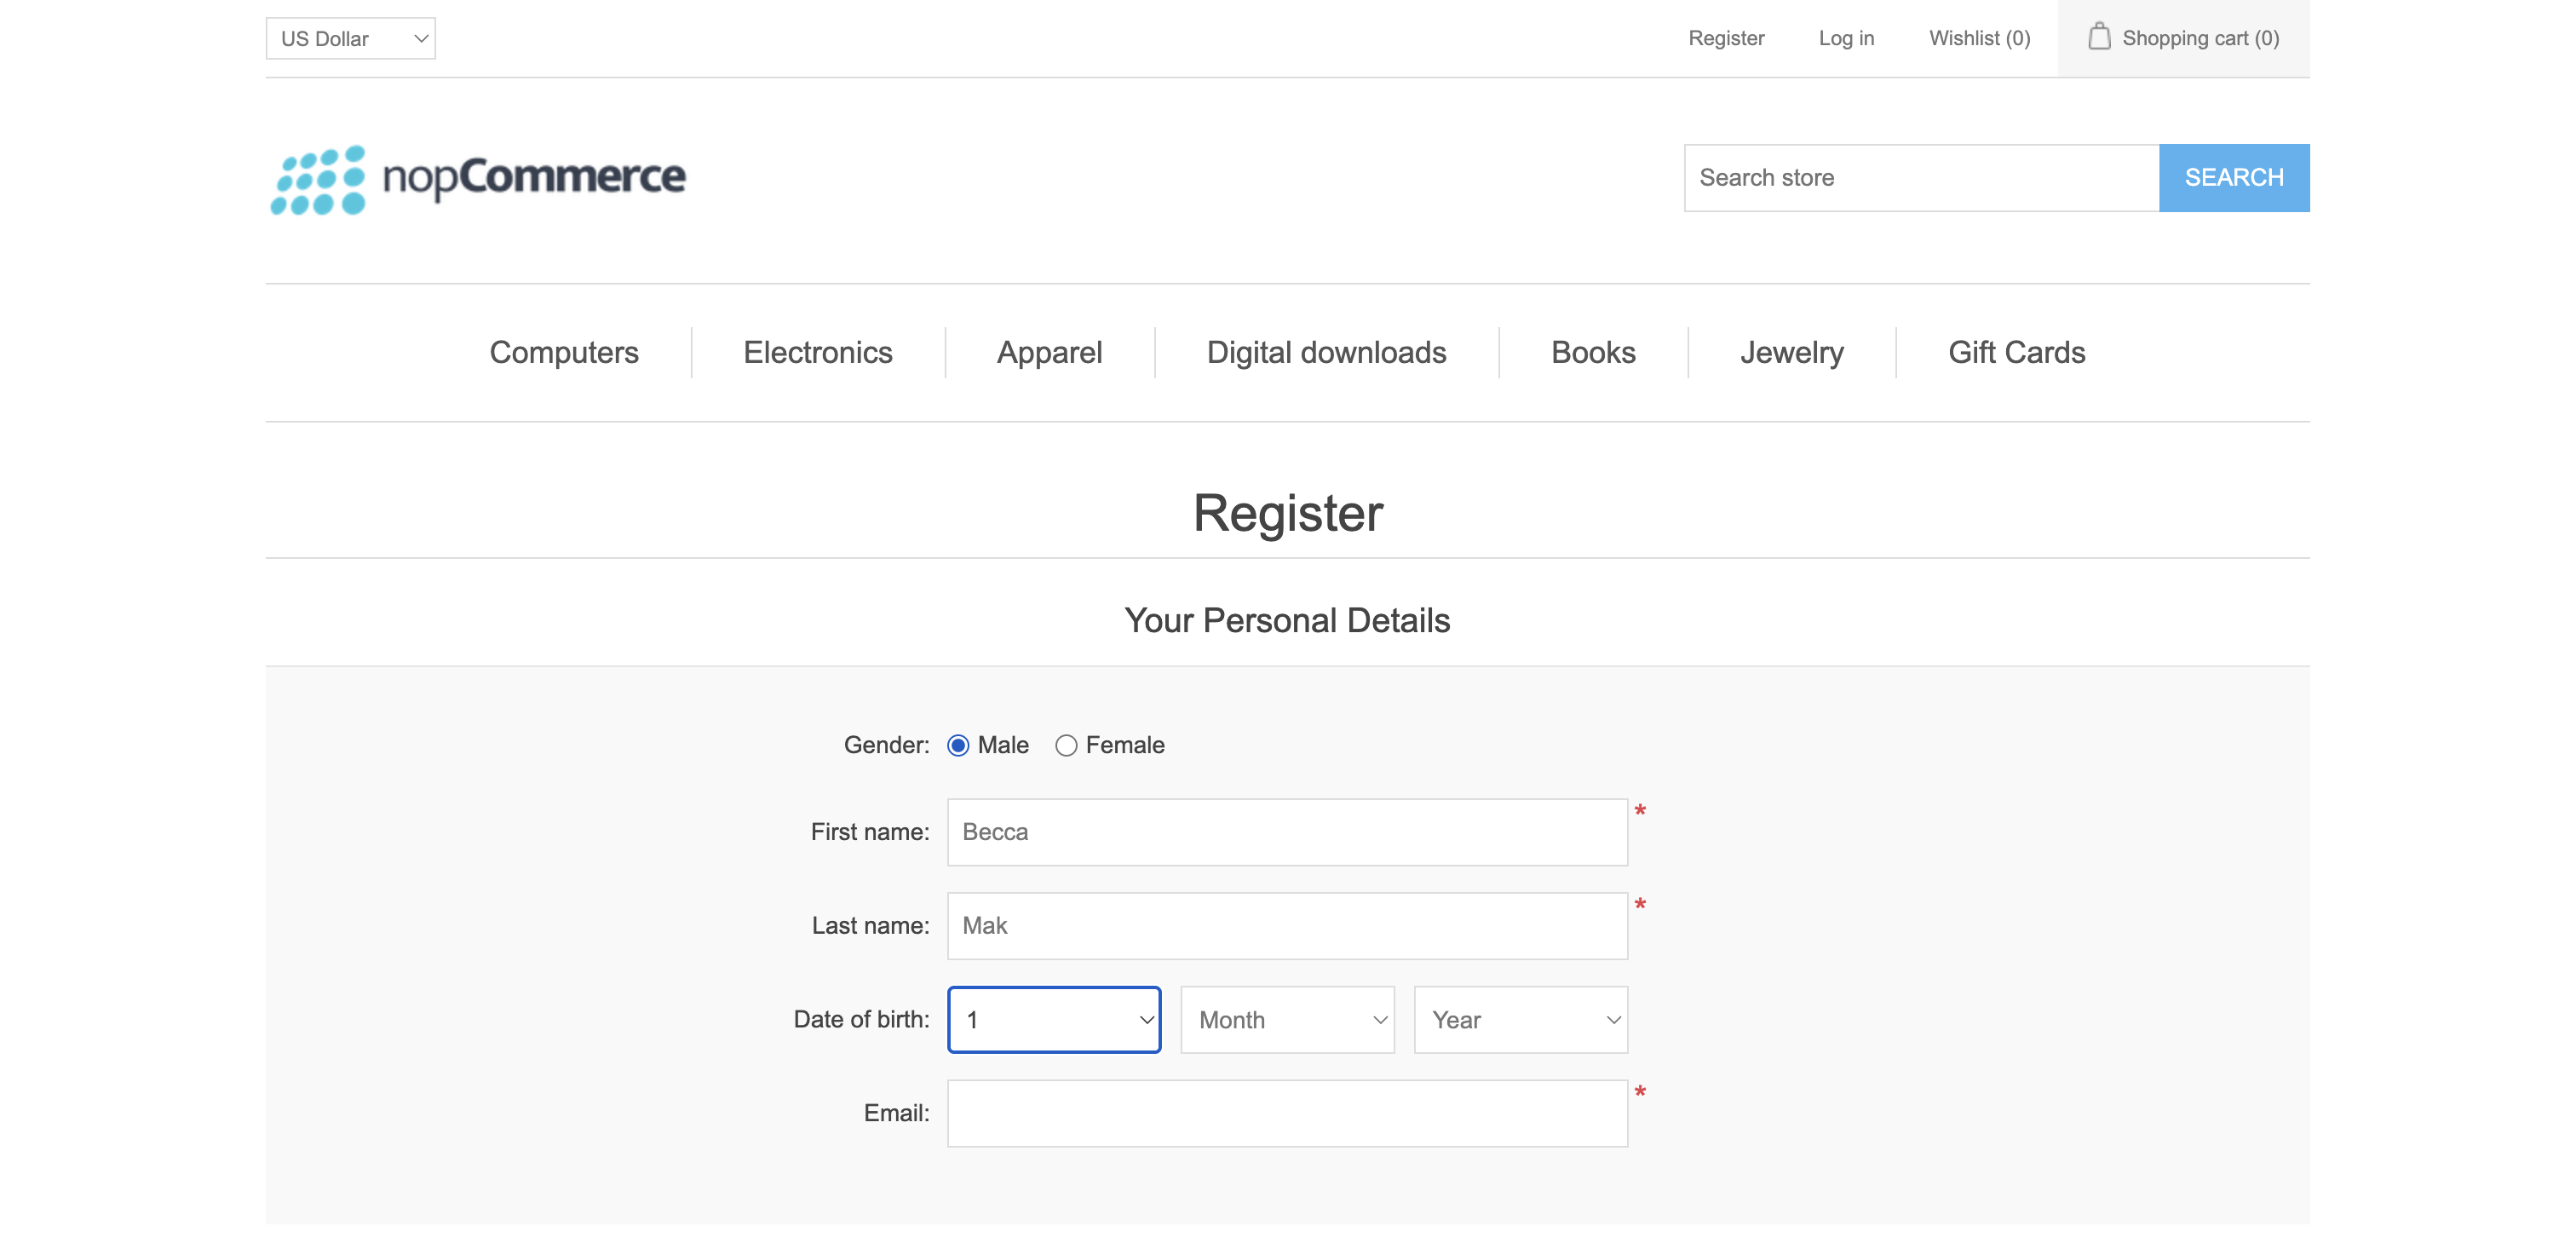 US Dollar
Register Log in Wishlist (0) Shopping cart (0)
nopCommerce
Search store SEARCH
Computers Electronics Apparel Digital downloads Books Jewelry Gift Cards
Register
Your Personal Details
Gender: Male Female
First name: Becca *
Last name: Mak *
Date of birth: 1 Month Year
Email: *